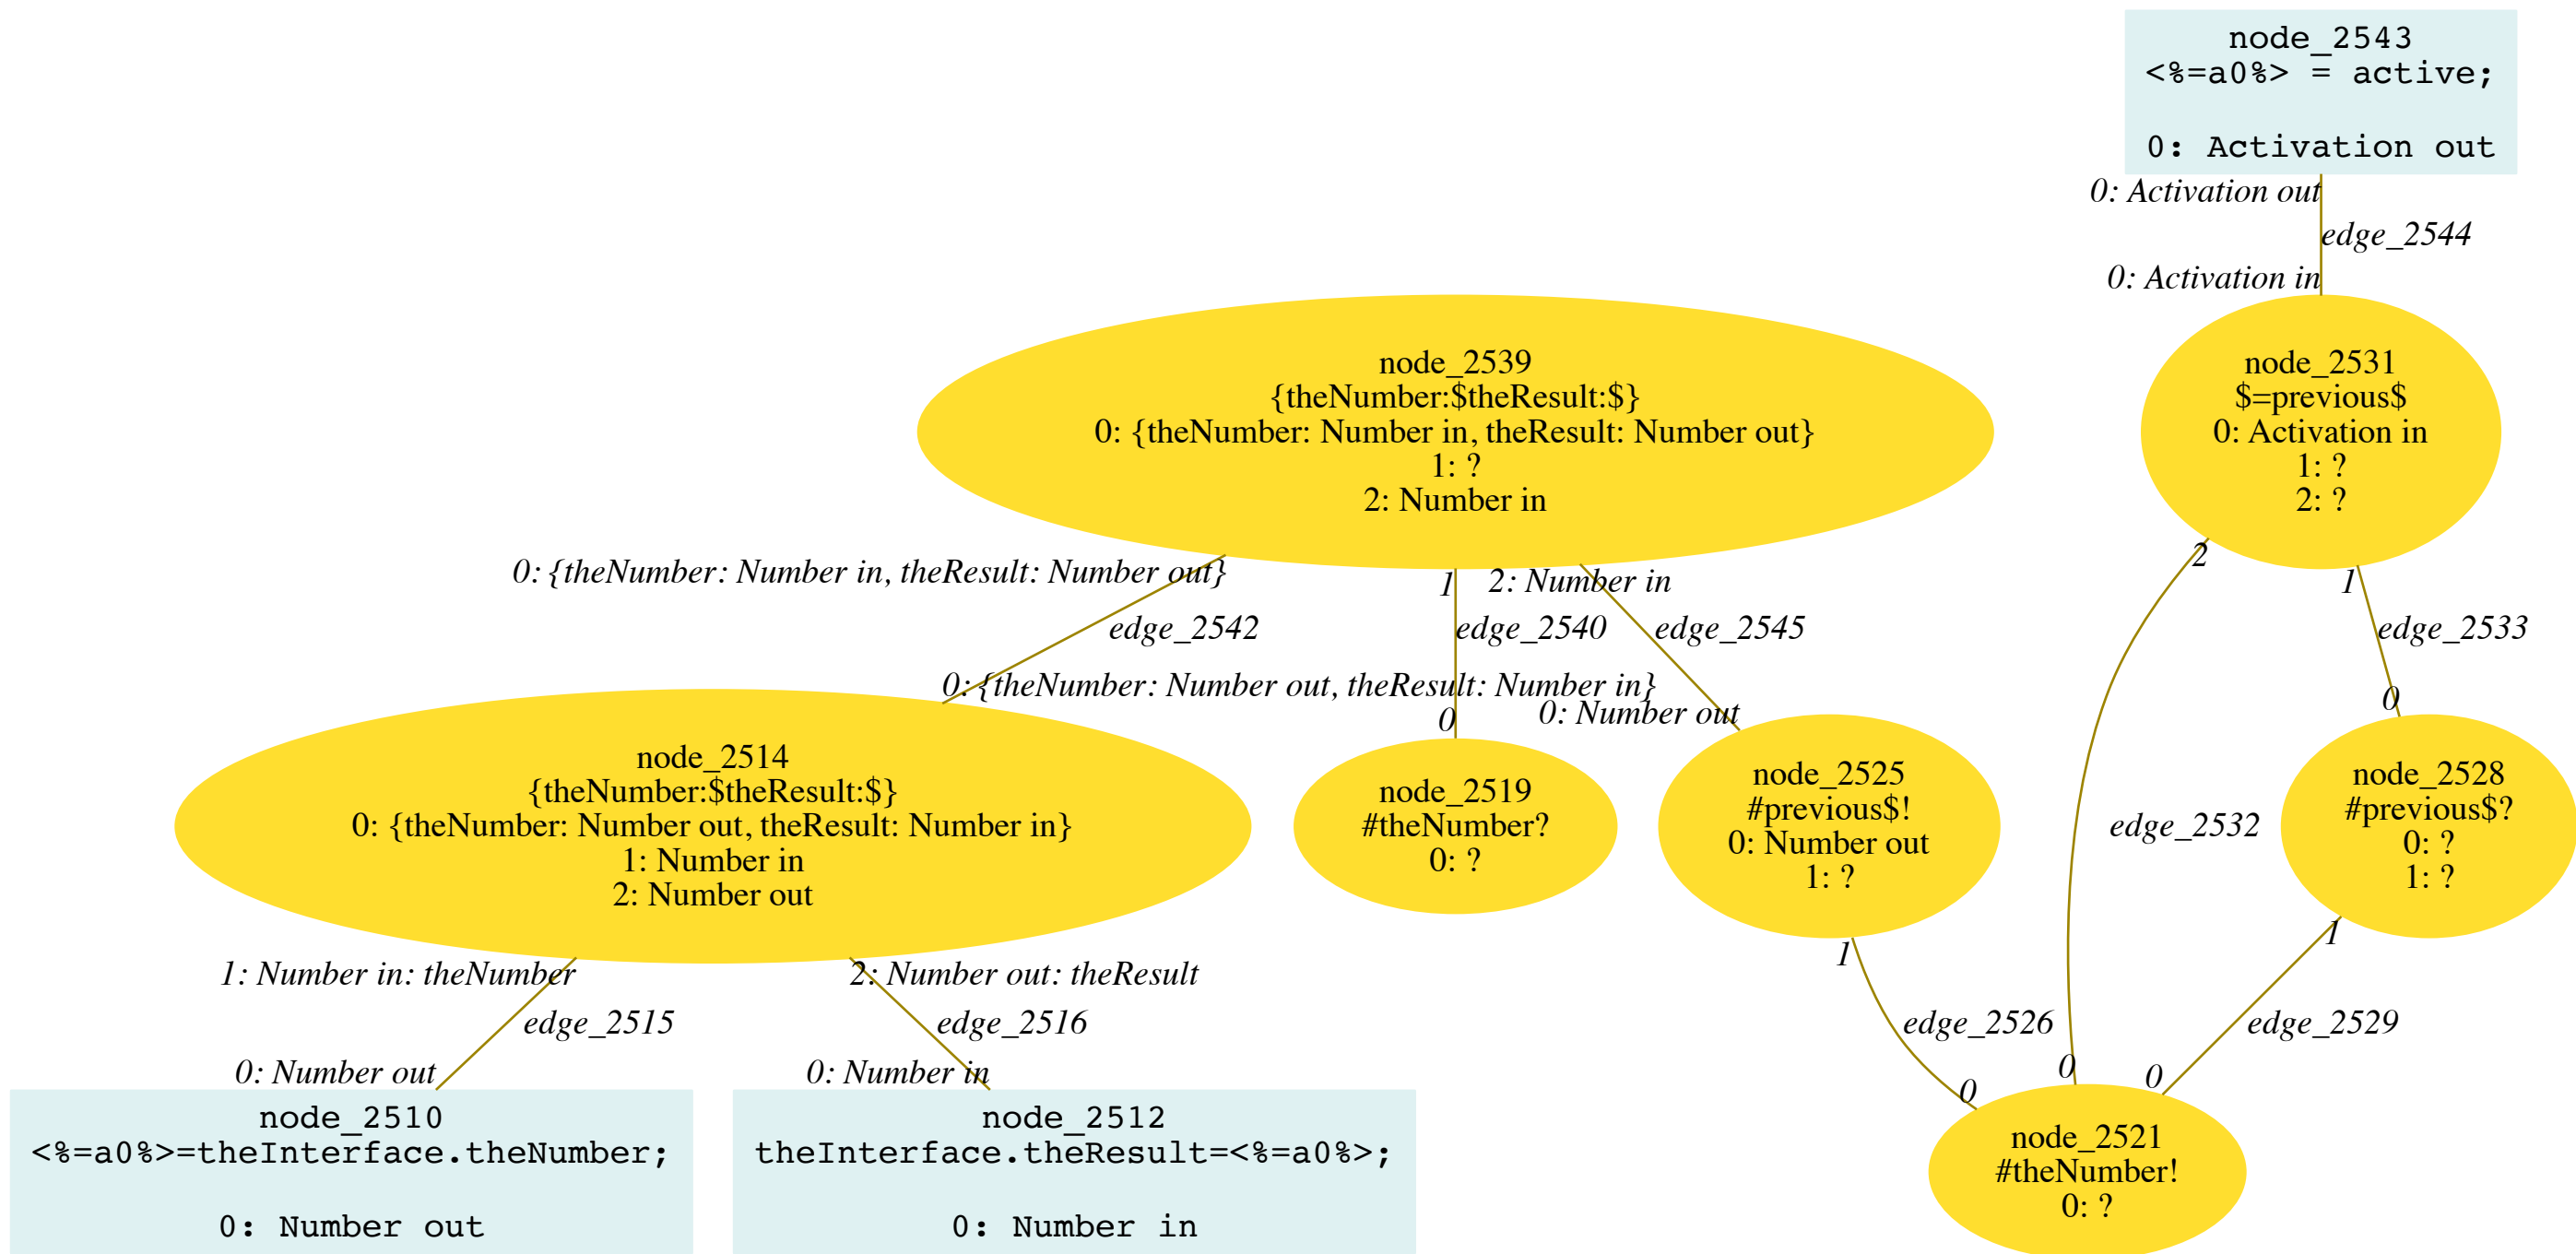 node_2543
<%=a0%> = active;
0: Activation out
0: Activation out
edge_2544
0: Activation in
node_2539
{theNumber:$theResult:$}
0: {theNumber: Number in, theResult: Number out}
1: ?
2: Number in
node_2531
$=previous$
0: Activation in
1: ?
2: ?
0: {theNumber: Number in, theResult: Number out}
1
2: Number in
2
1
edge_2542
edge_2540
edge_2545
edge_2533
0: {theNumber: Number out, theResult: Number in}
0
0: Number out
0
node_2514
{theNumber:$theResult:$}
0: {theNumber: Number out, theResult: Number in}
1: Number in
2: Number out
node_2519
#theNumber?
0: ?
node_2525
#previous$!
0: Number out
1: ?
edge_2532
node_2528
#previous$?
0: ?
1: ?
1: Number in: theNumber
2: Number out: theResult
1
1
edge_2515
edge_2516
edge_2526
edge_2529
0: Number out
0: Number in
0
0
0
node_2510
<%=a0%>=theInterface.theNumber;
0: Number out
node_2512
theInterface.theResult=<%=a0%>;
0: Number in
node_2521
#theNumber!
0: ?